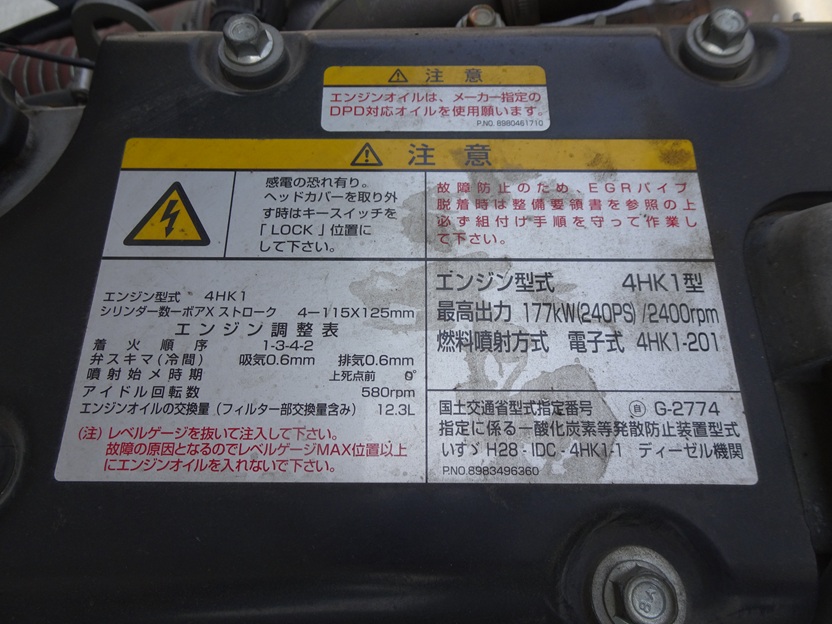 ⚠ 注意
エンジンオイルは、メーカー指定の
DPD対応オイルを使用願います。
P.NO. 8980461710
⚠ 注意
感電の恐れ有り。
ヘッドカバーを取り外
す時はキースイッチを
「LOCK」位置に
して下さい。
故障防止のため、EGRパイプ
脱着時は整備要領書を参照の上
必ず組付け手順を守って作業し
て下さい。
エンジン型式 4HK1
シリンダー数ーボアX ストローク 4ー115X125mm
エンジン調整表
着火順序 1-3-4-2
弁スキマ(冷間) 吸気0.6mm 排気0.6mm
噴射始メ時期 上死点前 0°
アイドル回転数 580rpm
エンジンオイルの交換量(フィルター部交換量含み) 12.3L
(注) レベルゲージを抜いて注入して下さい。
故障の原因となるのでレベルゲージMAX位置以上
にエンジンオイルを入れないで下さい。
エンジン型式 4HK1型
最高出力 177kW(240PS)/2400rpm
燃料噴射方式 電子式 4HK1-201
国土交通省型式指定番号 ㊀ G-2774
指定に係る一酸化炭素等発散防止装置型式
いすゞ H28-IDC-4HK1-1 ディーゼル機関
P.NO.8983496360